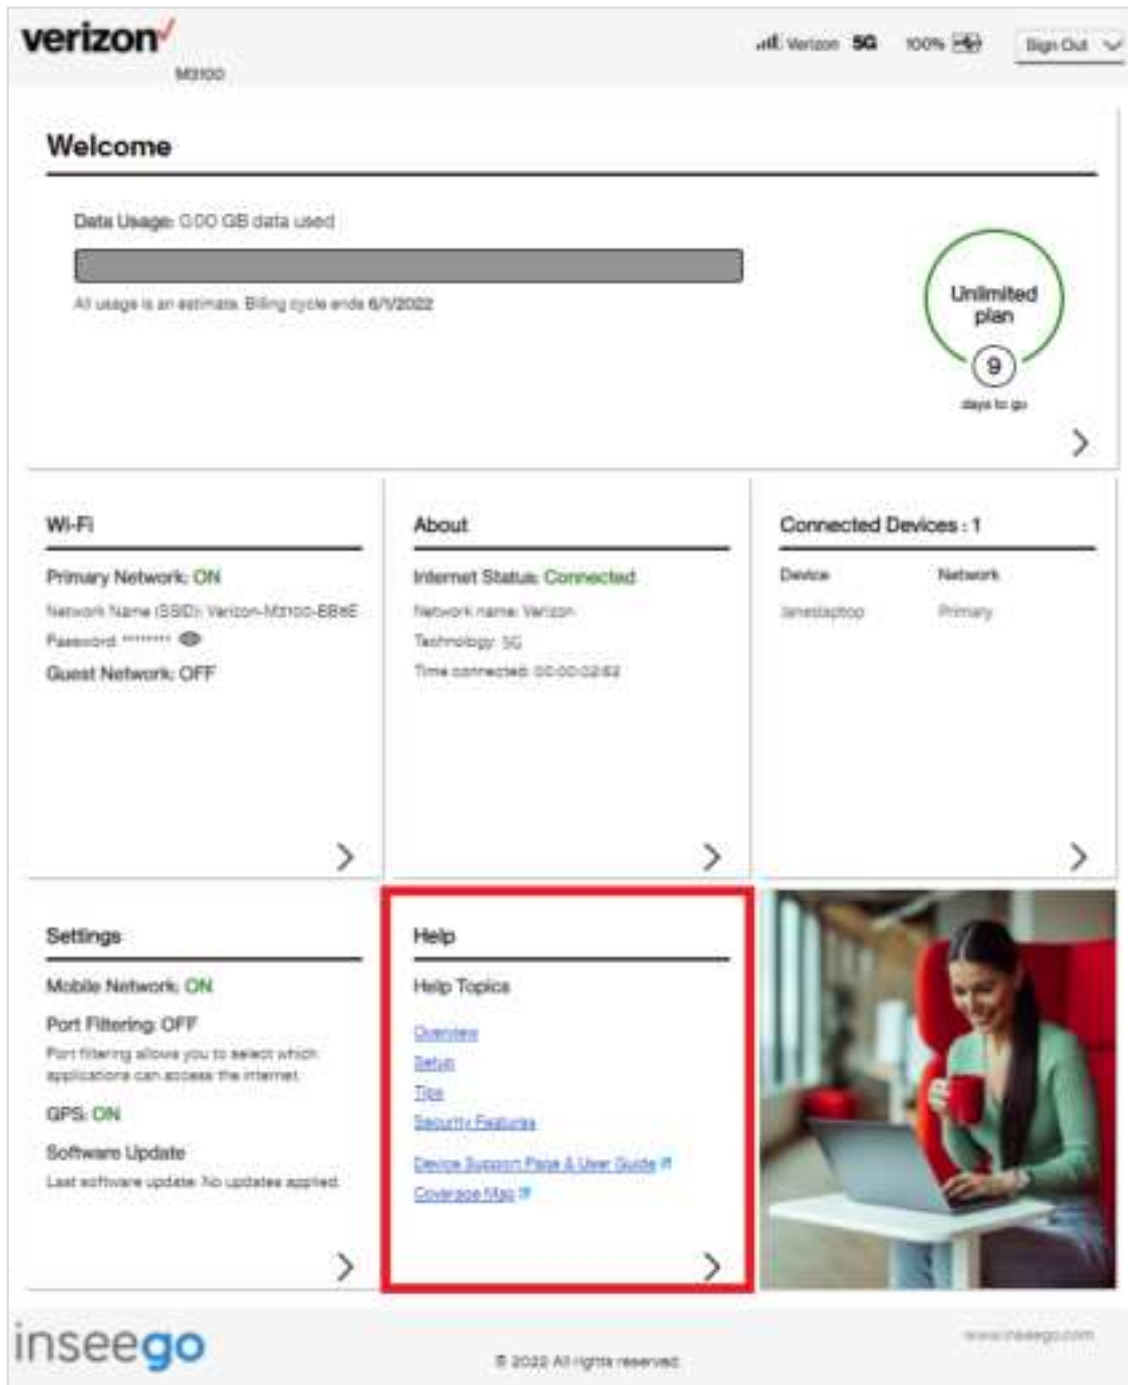 verizon
M3100
Verizon 5G 100% Sign Out
Welcome
Data Usage: 0.00 GB data used
All usage is an estimate. Billing cycle ends 6/1/2022
Unlimited
plan
9
days to go
Wi-Fi
Primary Network: ON
Network Name (SSID): Verizon-M3100-
Password ********
Guest Network: OFF
About
Internet Status: Connected
Network name: Verizon
Technology: 5G
Time connected:
Connected Devices : 1
Device Network
Janeslaptop Primary
Settings
Mobile Network: ON
Port Filtering: OFF
Port filtering allows you to select which
applications can access the internet.
GPS: ON
Software Update
Last software update: No updates applied.
Help
Help Topics
Overview
Setup
Tips
Security Features
Device Support Page & User Guide
Coverage Map
inseego
© 2022 All rights reserved.
www.inseego.com